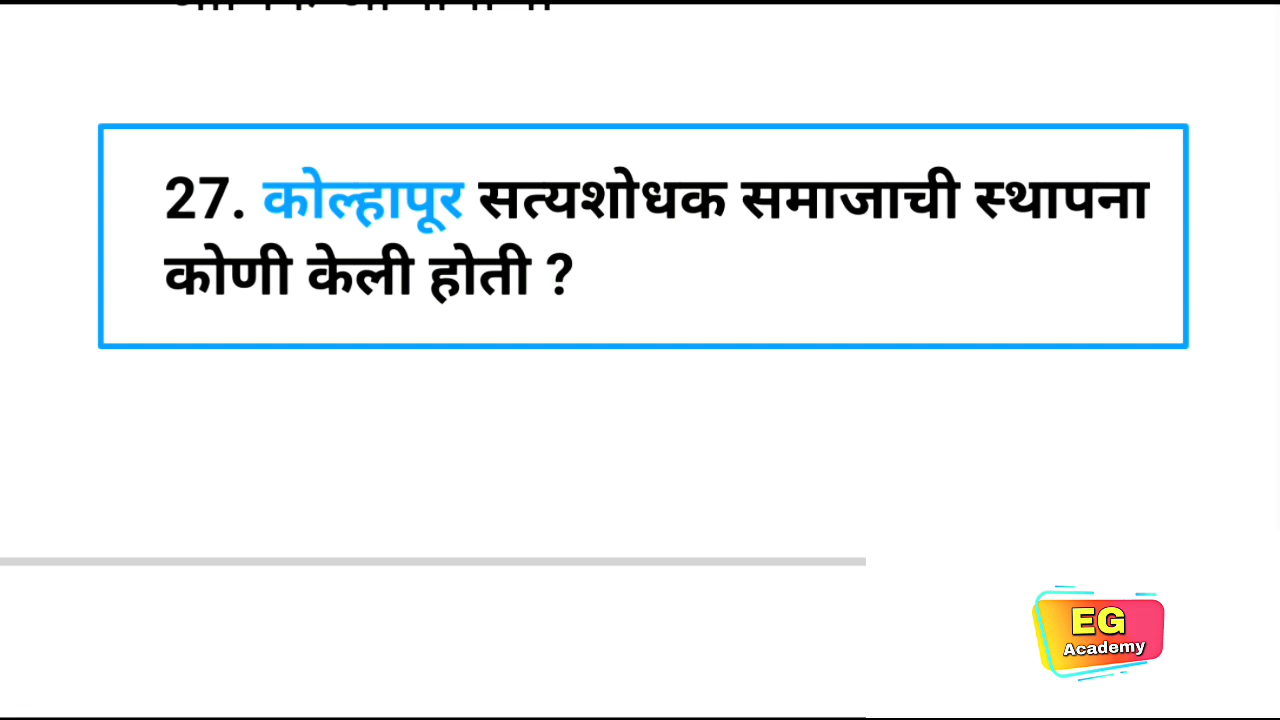 27. कोल्हापूर सत्यशोधक समाजाची स्थापना
कोणी केली होती ?
EG
Academy